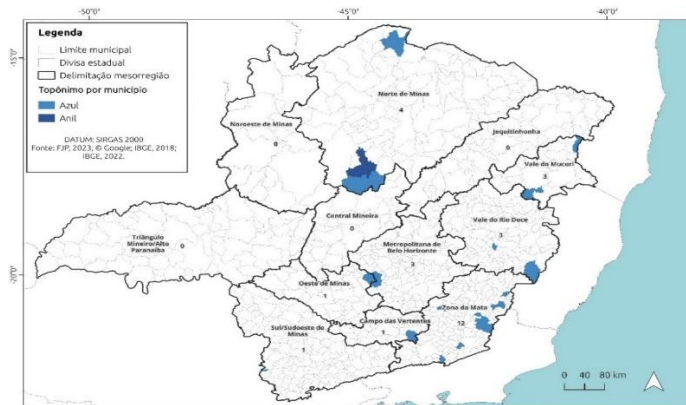 -50°0'
-45°0'
-40°0'
Legenda
Limite municipal
Divisa estadual
Delimitação mesorregião
Topônimo por município
Azul
Anil
DATUM: SIRGAS 2000
Fonte: FJP, 2023; © Google; IBGE, 2018;
IBGE, 2022.
-15°0'
Norte de Minas
4
Noroeste de Minas
0
Jequitinhonha
0
Vale do Mucuri
3
Central Mineira
0
Vale do Rio Doce
3
Triângulo
Mineiro/Alto
Paranaíba
0
Metropolitana de
Belo Horizonte
-20°0'
Oeste de Minas
1
Campo das Vertentes
1
Zona da Mata
12
Sul/Sudoeste de
Minas
1
0 40 80 km